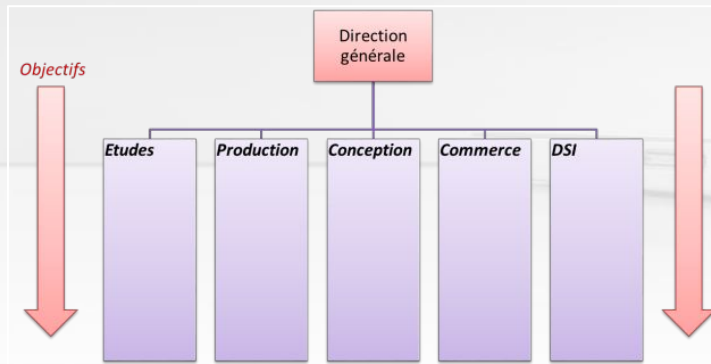 Direction
générale
Objectifs
Etudes
Production
Conception
Commerce
DSI